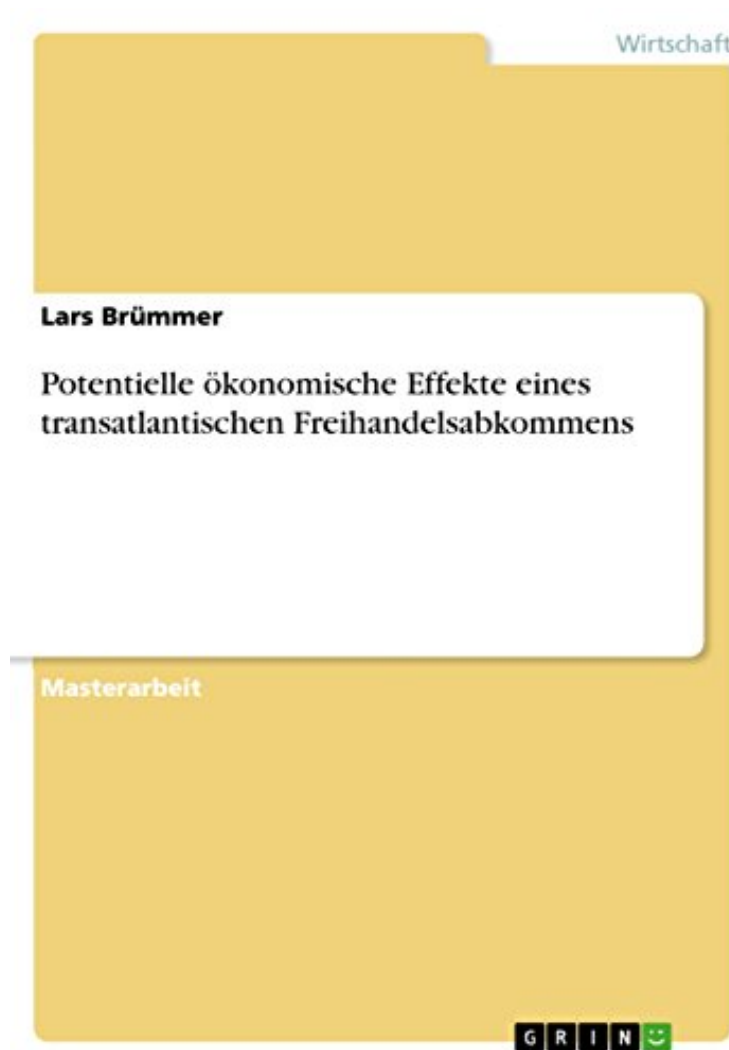 Wirtschaft
Lars Brümmer
Potentielle ökonomische Effekte eines
transatlantischen Freihandelsabkommens
Masterarbeit
GRIN